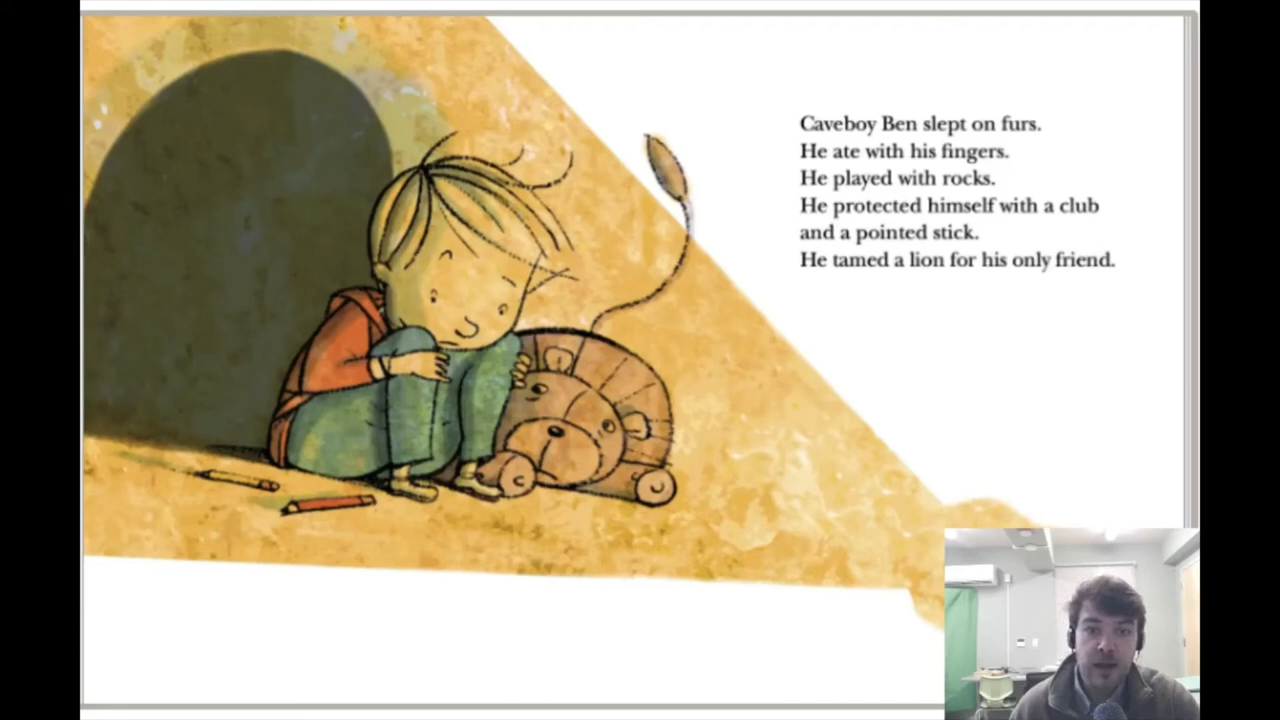 Caveboy Ben slept on furs.
He ate with his fingers.
He played with rocks.
He protected himself with a club
and a pointed stick.
He tamed a lion for his only friend.